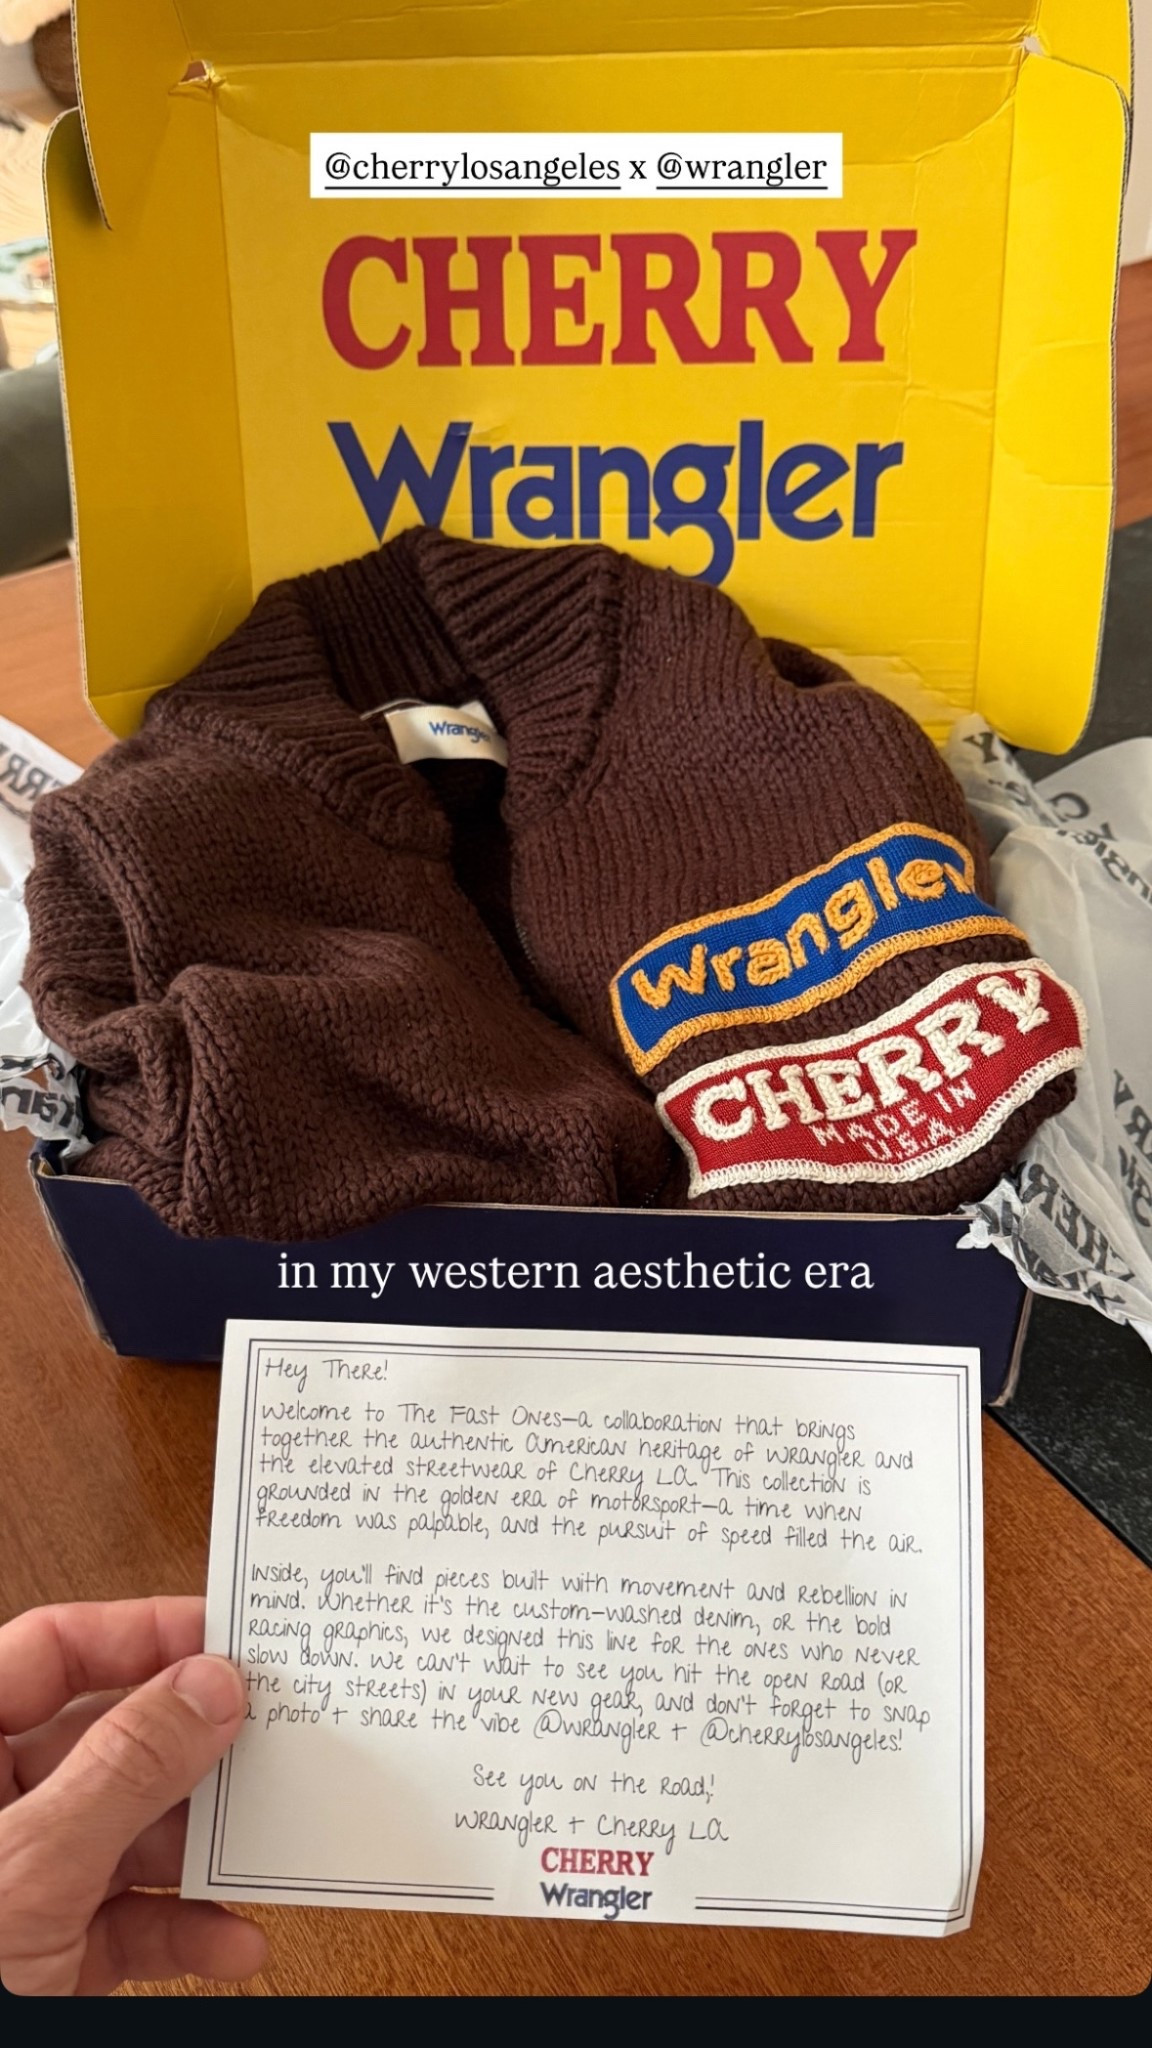 @cherrylosangeles x @wrangler
CHERRY
Wrangler
Wrangler
Wrangler
CHERRY
MADE IN
U.S.A.
in my western aesthetic era
Hey There!
Welcome to The Fast Ones—a collaboration that brings
together the authentic American heritage of Wrangler and
the elevated streetwear of Cherry LA. This collection is
grounded in the golden era of motorsport—a time when
freedom was palpable, and the pursuit of speed filled the air.
Inside, you'll find pieces built with movement and rebellion in
mind. Whether it's the custom-washed denim, or the bold
racing graphics, we designed this line for the ones who never
slow down. We can't wait to see you hit the open road (or
the city streets) in your new gear, and don't forget to snap
a photo + share the vibe @wrangler + @cherrylosangeles!
See you on the road,!
Wrangler + Cherry LA
CHERRY
Wrangler